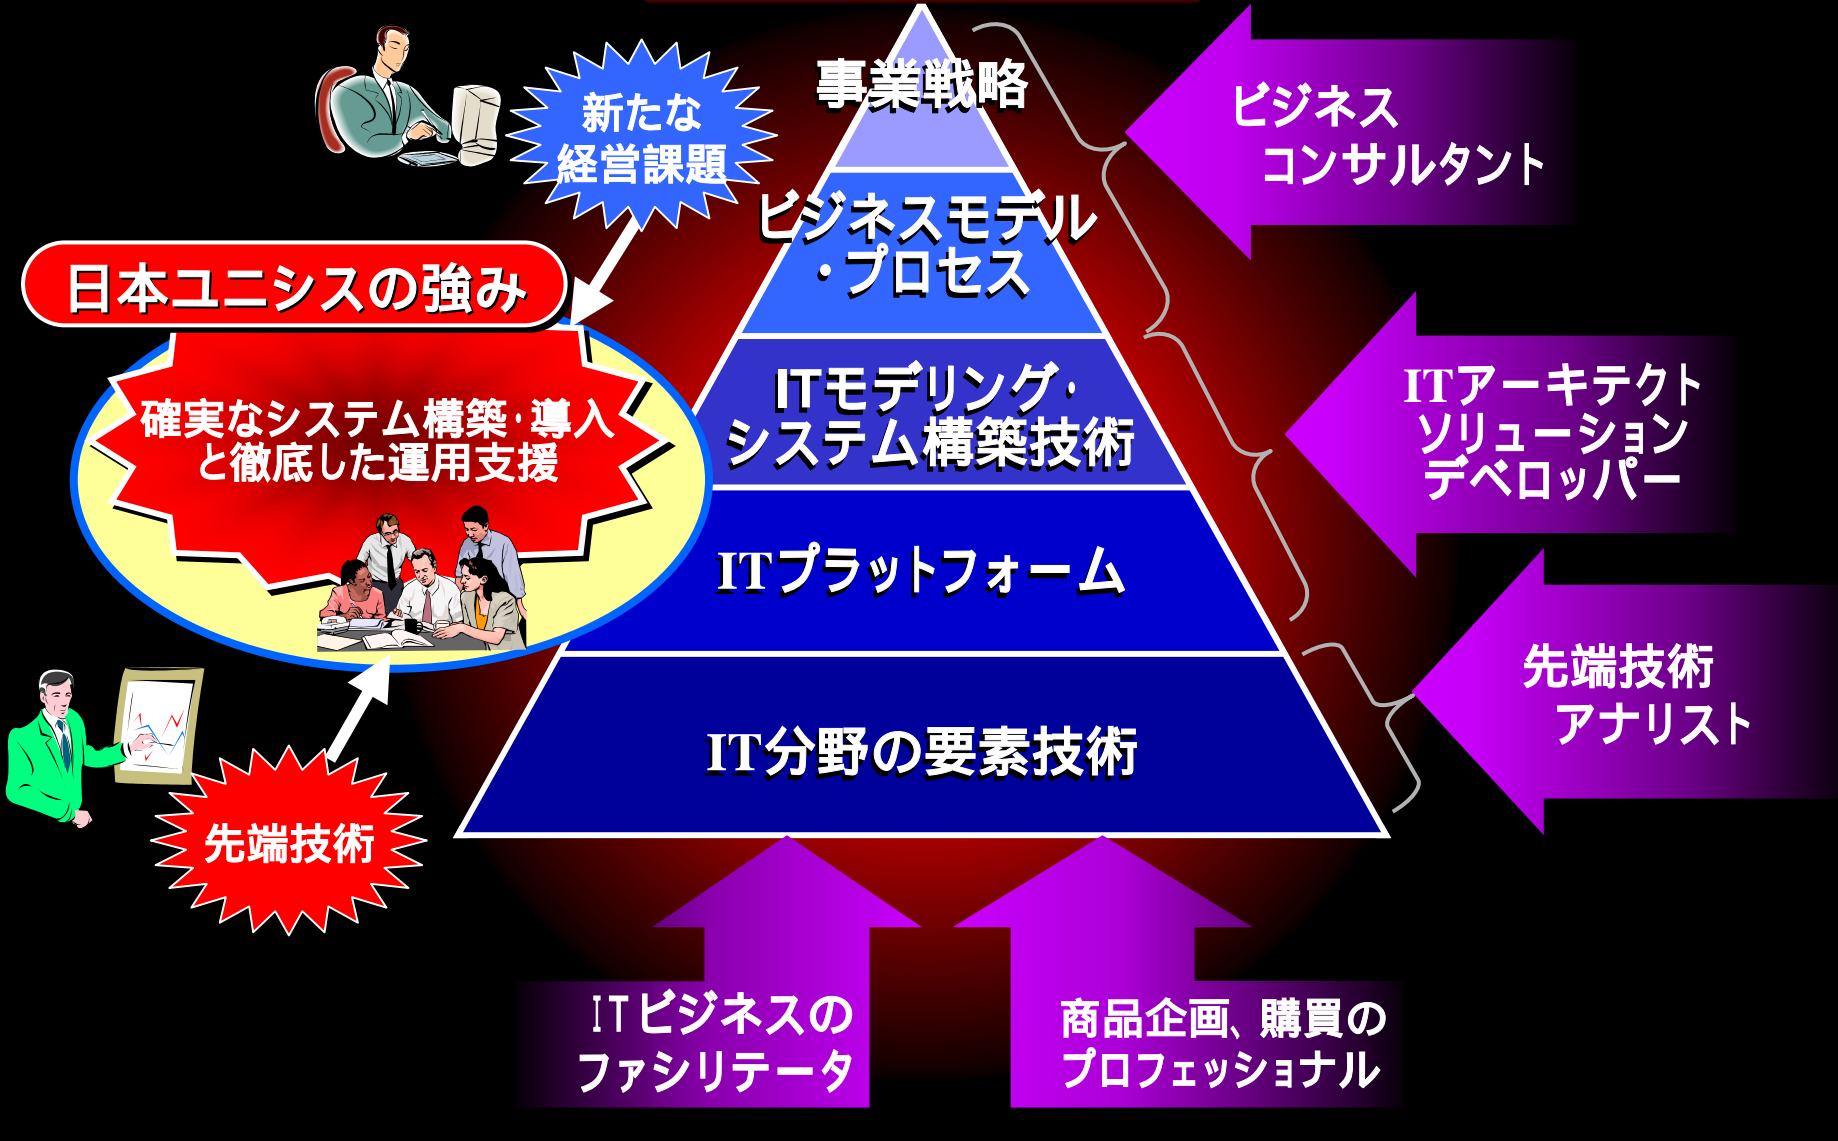 新たな
経営課題
日本ユニシスの強み
確実なシステム構築・導入
と徹底した運用支援
先端技術
事業戦略
ビジネスモデル
・プロセス
ITモデリング・
システム構築技術
ITプラットフォーム
IT分野の要素技術
ビジネス
コンサルタント
ITアーキテクト
ソリューション
デベロッパー
先端技術
アナリスト
ITビジネスの
ファシリテータ
商品企画、購買の
プロフェッショナル